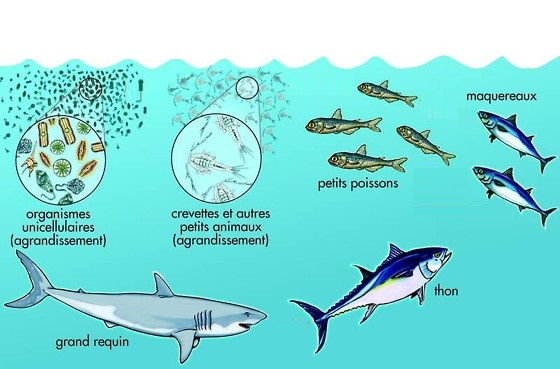 organismes
unicellulaires
(agrandissement)
crevettes et autres
petits animaux
(agrandissement)
petits poissons
maquereaux
grand requin
thon